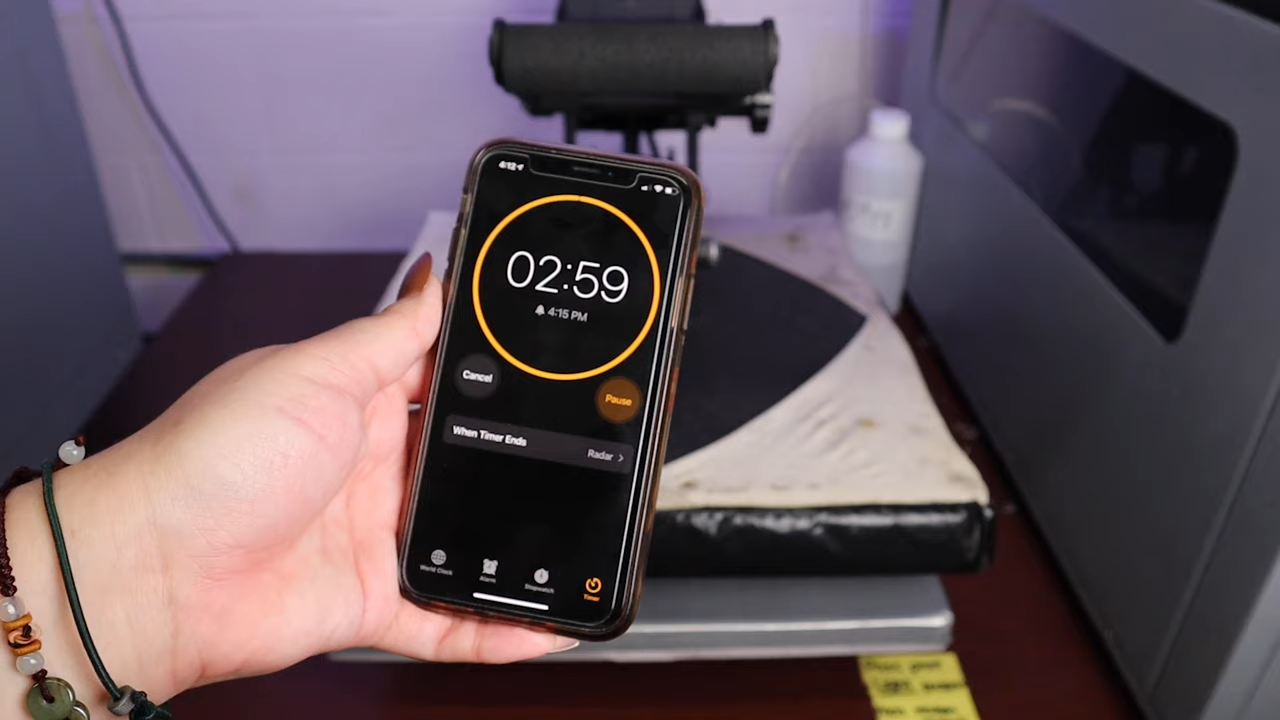 4:12
02:59
4:15 PM
Cancel
Pause
When Timer Ends
Radar
World Clock
Alarm
Stopwatch
Timer